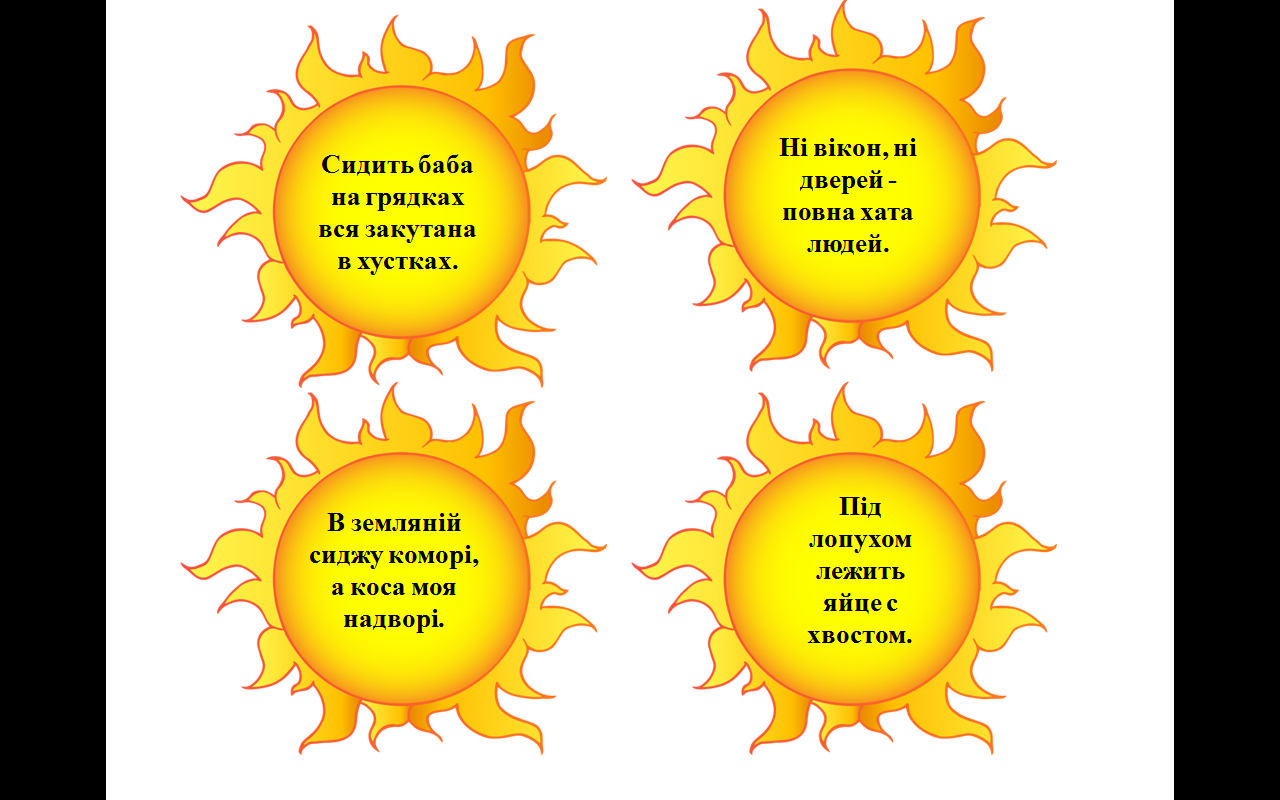 Сидить баба
на грядках
вся закутана
в хустках.
Ні вікон, ні
дверей -
повна хата
людей.
В земляній
сиджу коморі,
а коса моя
надворі.
Під
лопухом
лежить
яйце с
хвостом.